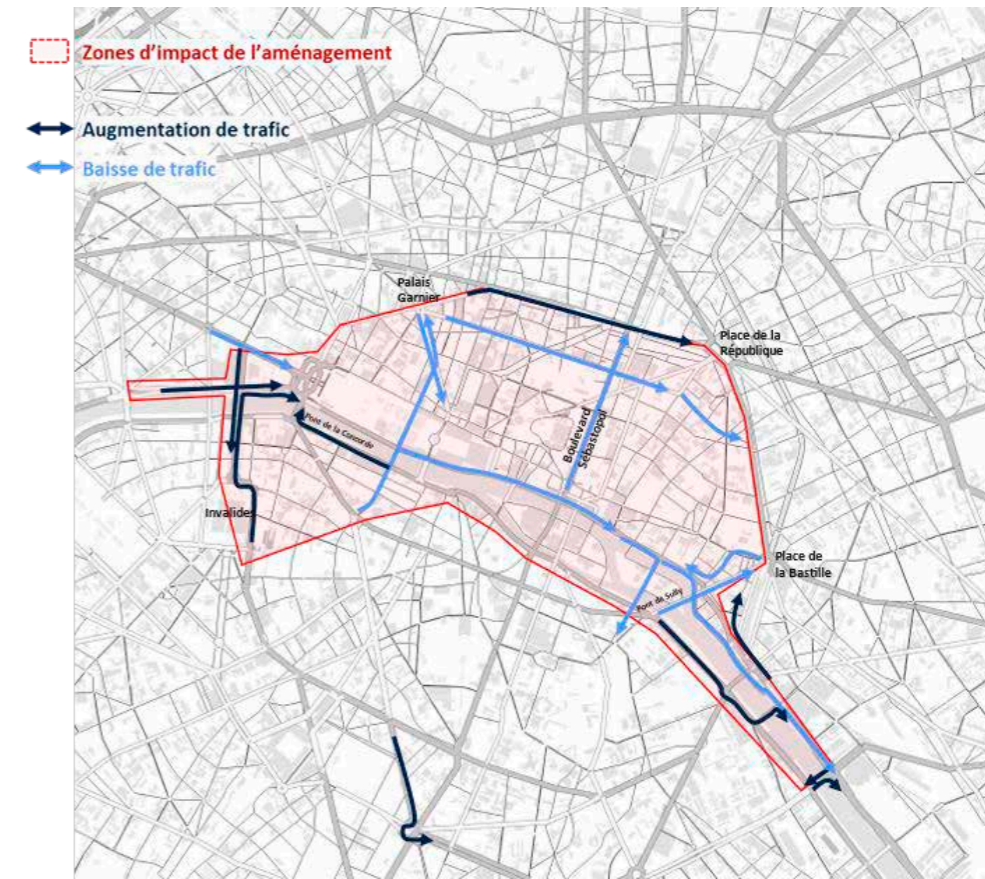 Zones d'impact de l'aménagement
Augmentation de trafic
Baisse de trafic
Palais
Garnier
Place de la
République
Boulevard
Sébastopol
Pont de la Concorde
Invalides
Place de
la Bastille
Pont de Sully